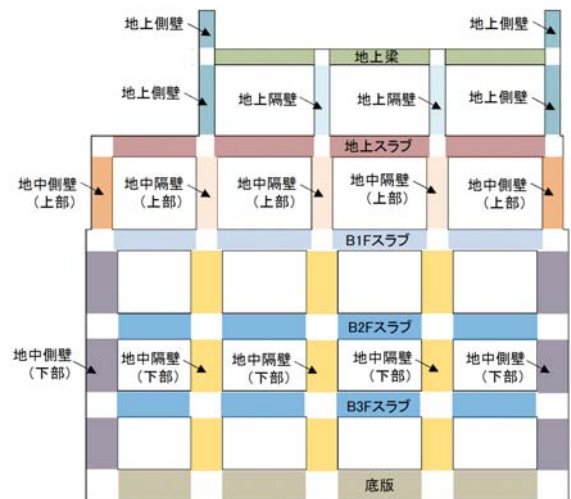 地上側壁
地上側壁
地上梁
地上側壁
地上隔壁
地上隔壁
地上側壁
地上スラブ
地中側壁
（上部）
地中隔壁
（上部）
地中隔壁
（上部）
地中隔壁
（上部）
地中側壁
（上部）
B1Fスラブ
B2Fスラブ
地中側壁
（下部）
地中隔壁
（下部）
地中隔壁
（下部）
地中隔壁
（下部）
地中側壁
（下部）
B3Fスラブ
底版